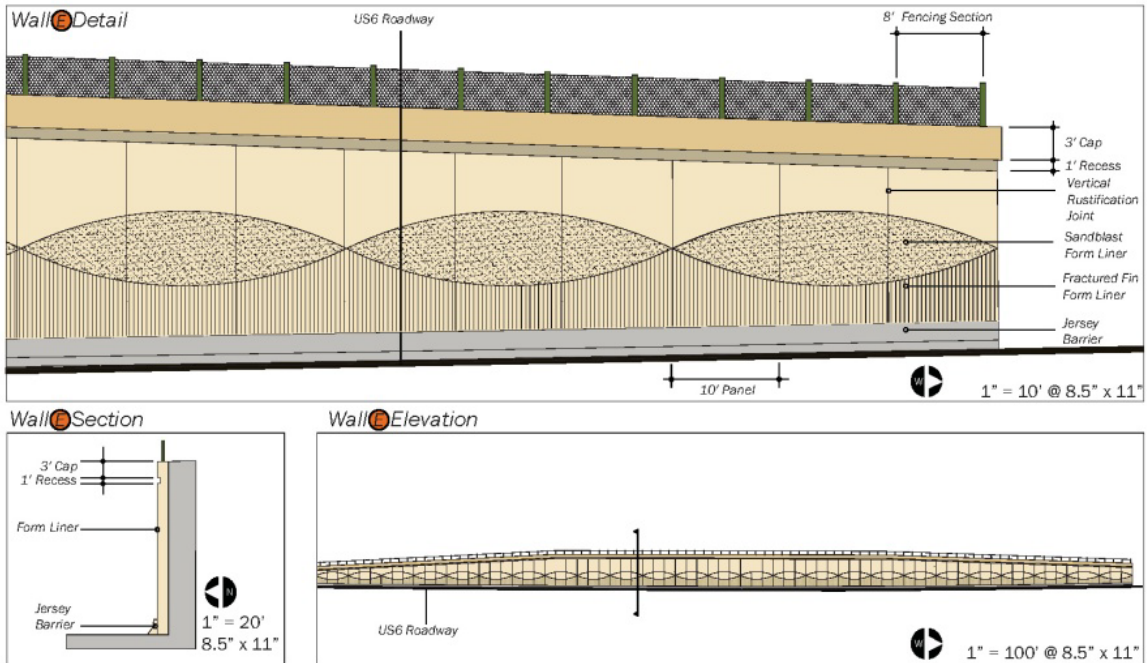 Wall E Detail
US6 Roadway
8' Fencing Section
3' Cap
1' Recess
Vertical
Rustification
Joint
Sandblast
Form Liner
Fractured Fin
Form Liner
Jersey
Barrier
10' Panel
W
1" = 10' @ 8.5" x 11"
Wall E Section
3' Cap
1' Recess
Form Liner
Jersey
Barrier
N
1" = 20'
8.5" x 11"
Wall E Elevation
US6 Roadway
W
1" = 100' @ 8.5" x 11"